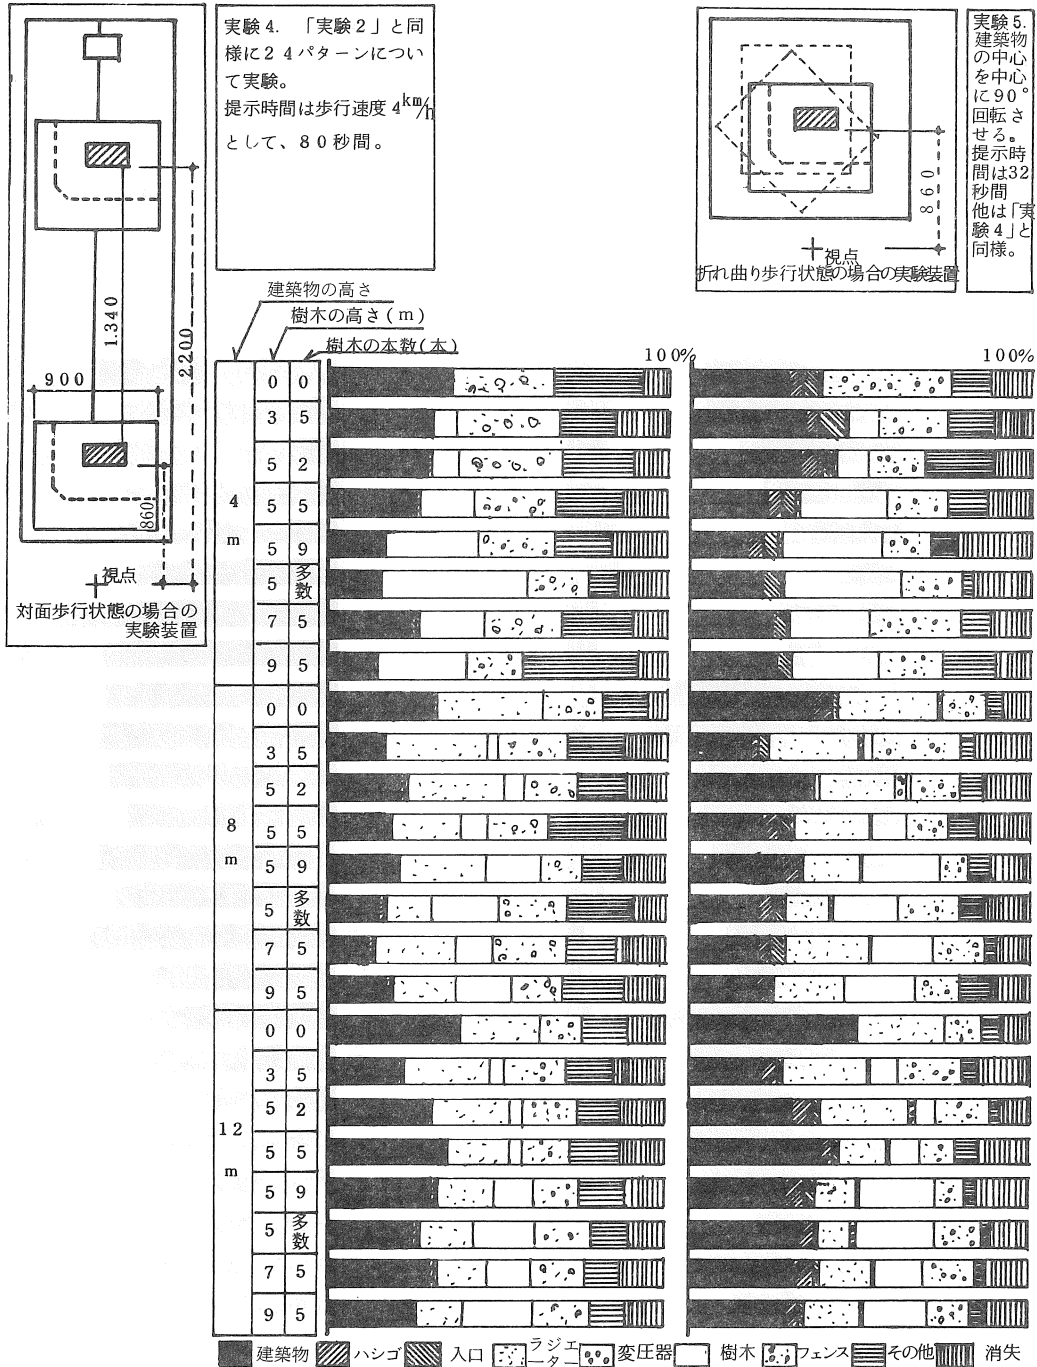 実験4. 「実験2」と同
様に24パターンについ
て実験。
提示時間は歩行速度4km/h
として、80秒間。
実験5.
建築物
の中心
を中心
に90°
回転さ
せる。
提示時
間は32
秒間
他は「実
験4」と
同様。
900
1.340
2200
860
視点
対面歩行状態の場合の
実験装置
860
視点
折れ曲り歩行状態の場合の実験装置
建築物の高さ
樹木の高さ(m)
樹木の本数(本)
100%
100%
4
m
0 0
3 5
5 2
5 5
5 9
5 多数
7 5
9 5
8
m
0 0
3 5
5 2
5 5
5 9
5 多数
7 5
9 5
12
m
0 0
3 5
5 2
5 5
5 9
5 多数
7 5
9 5
建築物 ハシゴ 入口 ラジエーター 変圧器 樹木 フェンス その他 消失